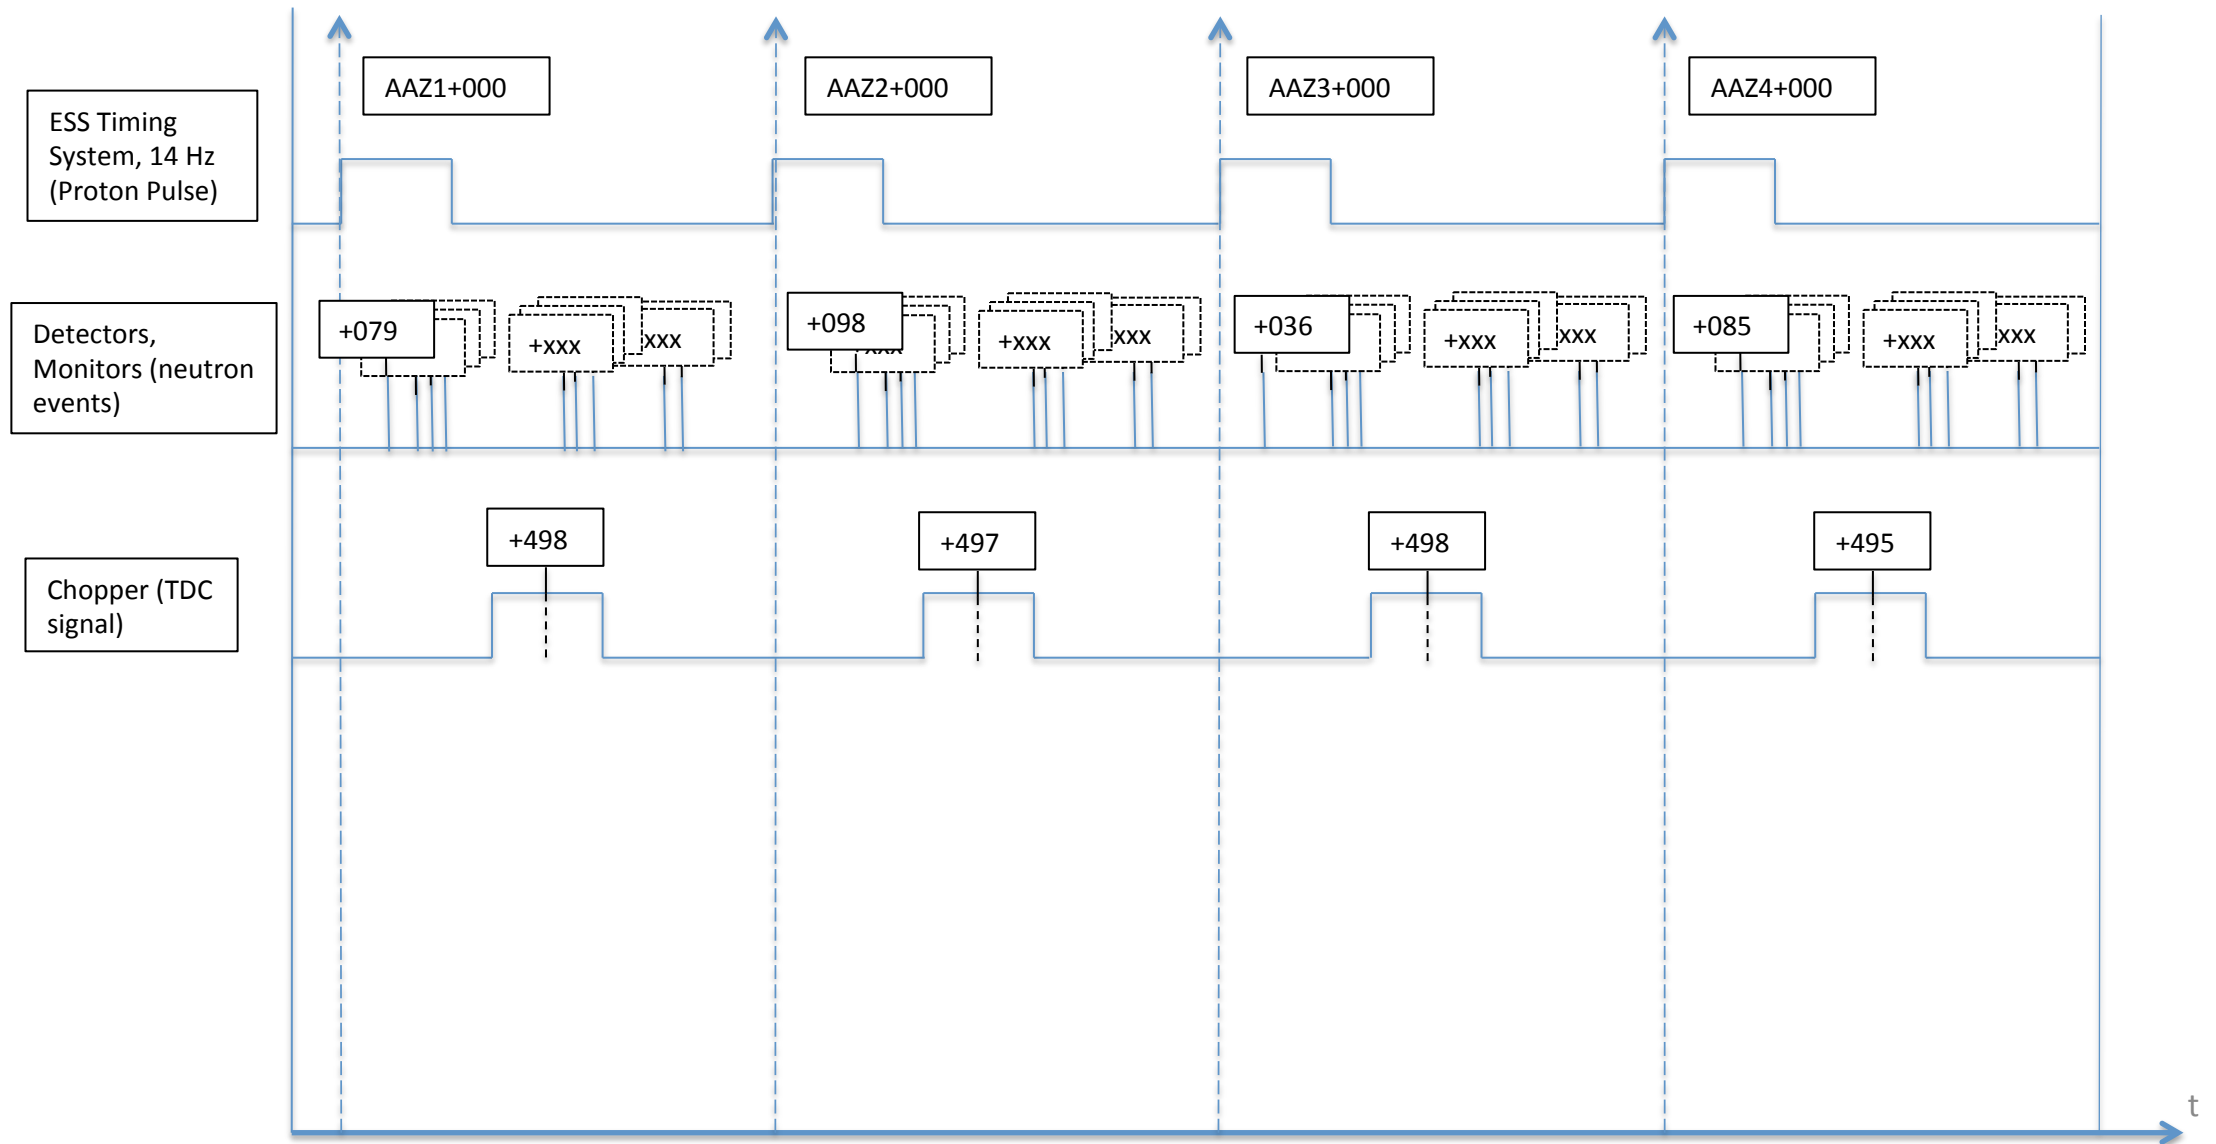 AAZ1+000
AAZ2+000
AAZ3+000
AAZ4+000
ESS Timing
System, 14 Hz
(Proton Pulse)
Detectors,
Monitors (neutron
events)
+079
+xxx
xxx
+098
+xxx
+xxx
xxx
+036
+xxx
xxx
+085
+xxx
xxx
Chopper (TDC
signal)
+498
+497
+498
+495
t